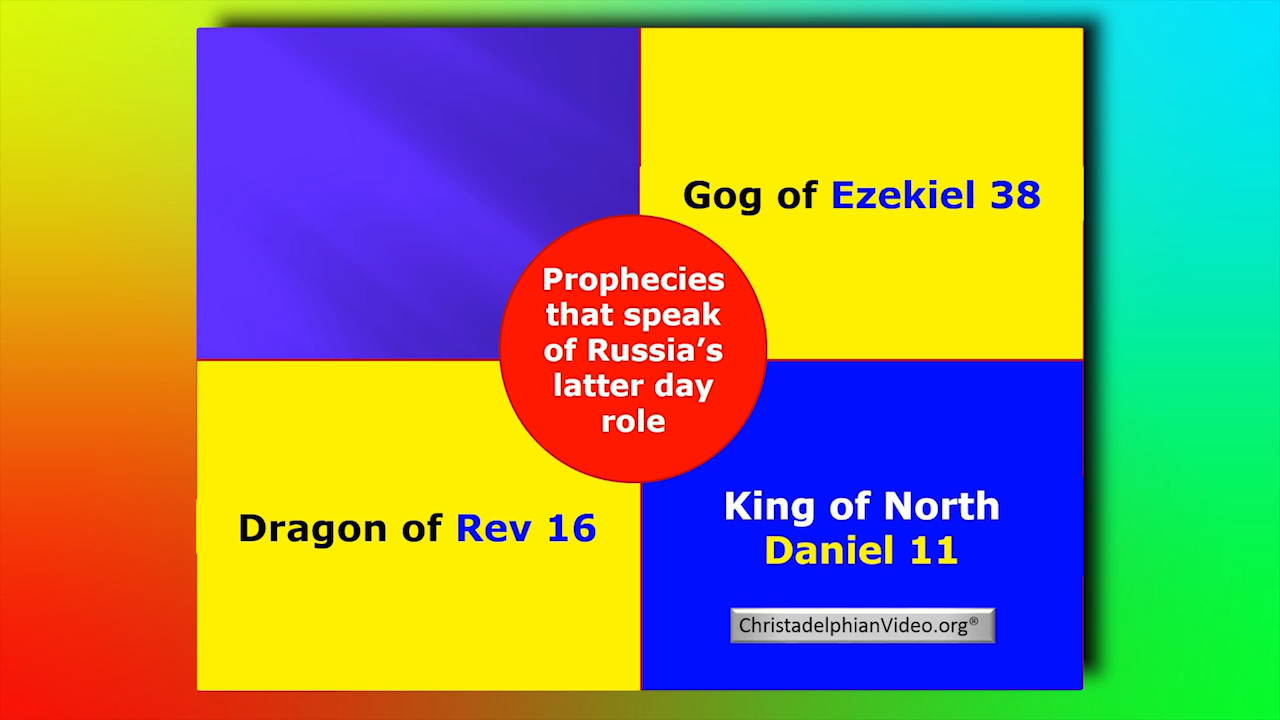 Gog of Ezekiel 38
Prophecies
that speak
of Russia’s
latter day
role
Dragon of Rev 16
King of North
Daniel 11
ChristadelphianVideo.org®